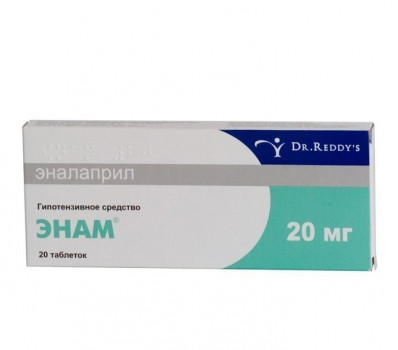 DR.REDDY'S
эналаприл
Гипотензивное средство
ЭНАМ®
20 мг
20 таблеток